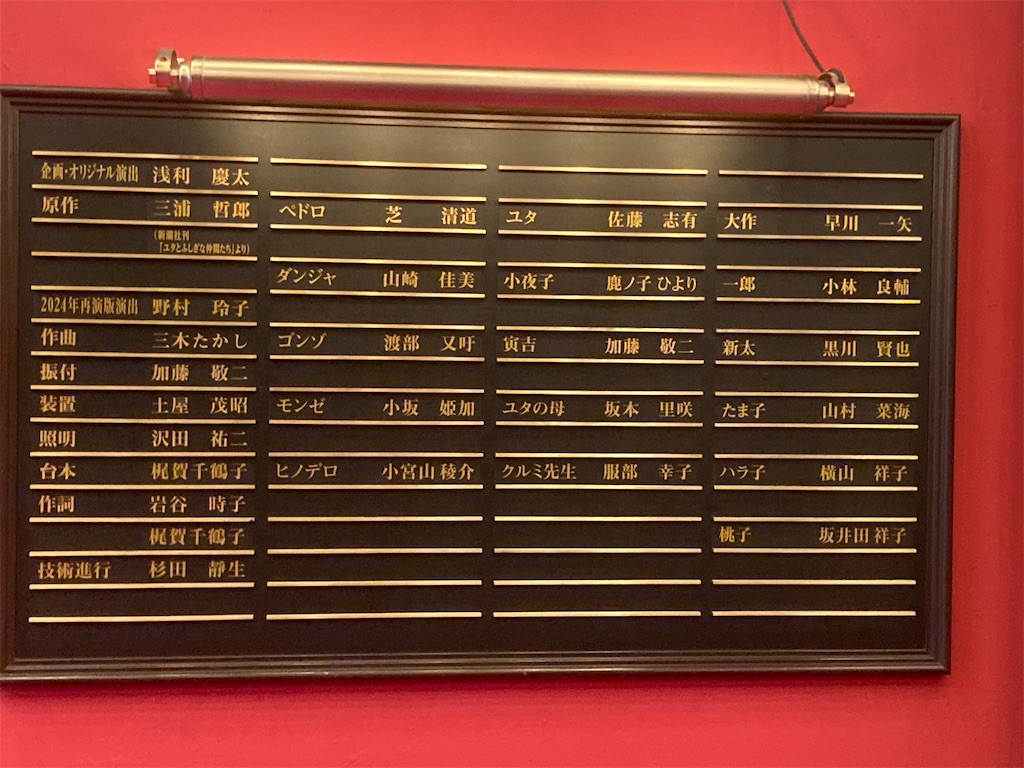 企画・オリジナル演出 浅利 慶太
原作 三浦 哲郎
(新潮社刊
「ユタとふしぎな仲間たち」より)
2024年再演版演出 野村 玲子
作曲 三木たかし
振付 加藤 敬二
装置 土屋 茂昭
照明 沢田 祐二
台本 梶賀千鶴子
作詞 岩谷 時子
梶賀千鶴子
技術進行 杉田 靜生
ペドロ 芝 清道
ダンジャ 山崎 佳美
ゴンゾ 渡部 又吁
モンゼ 小坂 姫加
ヒノデロ 小宮山 稜介
ユタ 佐藤 志有
小夜子 鹿ノ子 ひより
寅吉 加藤 敬二
ユタの母 坂本 里咲
クルミ先生 服部 幸子
大作 早川 一矢
一郎 小林 良輔
新太 黒川 賢也
たま子 山村 菜海
ハラ子 横山 祥子
桃子 坂井田 祥子